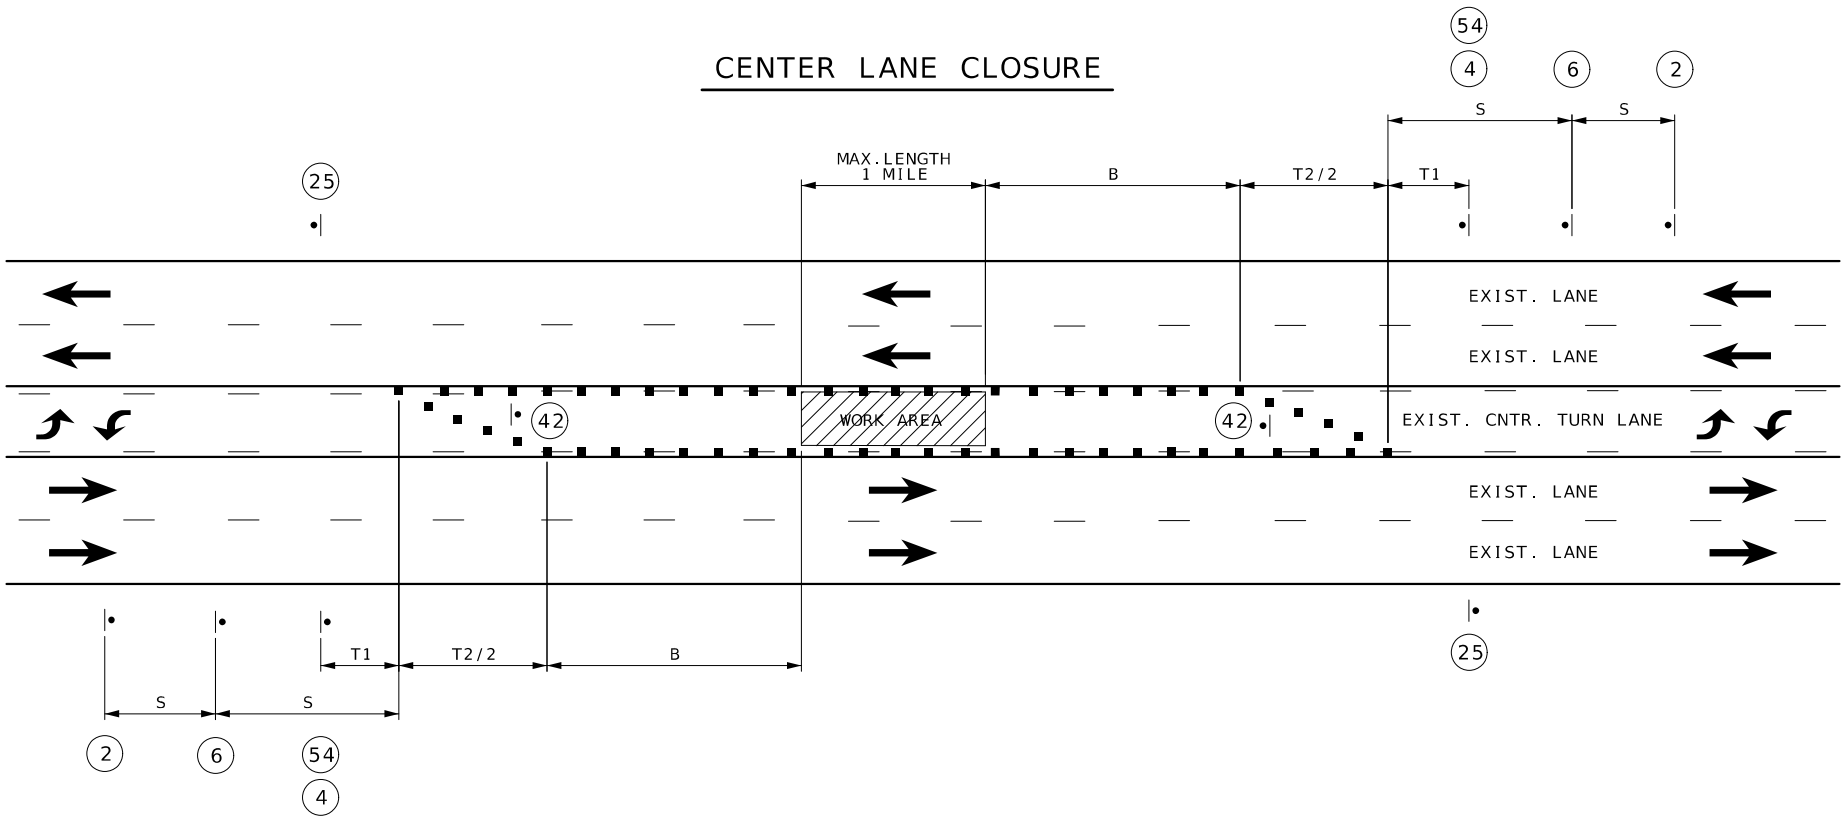 54
CENTER LANE CLOSURE
4 6 2
S S
MAX. LENGTH
1 MILE B T2/2 T1
25
EXIST. LANE
EXIST. LANE
42 WORK AREA 42 EXIST. CNTR. TURN LANE
EXIST. LANE
EXIST. LANE
T1 T2/2 B
25
S S
2 6 54
4